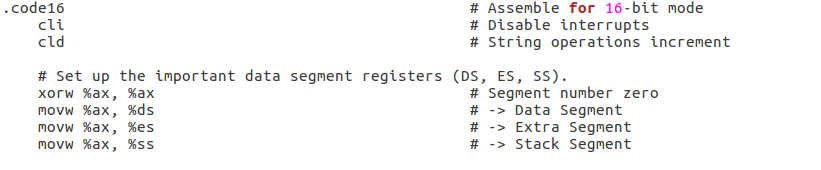 .code16                                             # Assemble for 16-bit mode
    cli                                             # Disable interrupts
    cld                                             # String operations increment

    # Set up the important data segment registers (DS, ES, SS).
    xorw %ax, %ax                                   # Segment number zero
    movw %ax, %ds                                   # -> Data Segment
    movw %ax, %es                                   # -> Extra Segment
    movw %ax, %ss                                   # -> Stack Segment